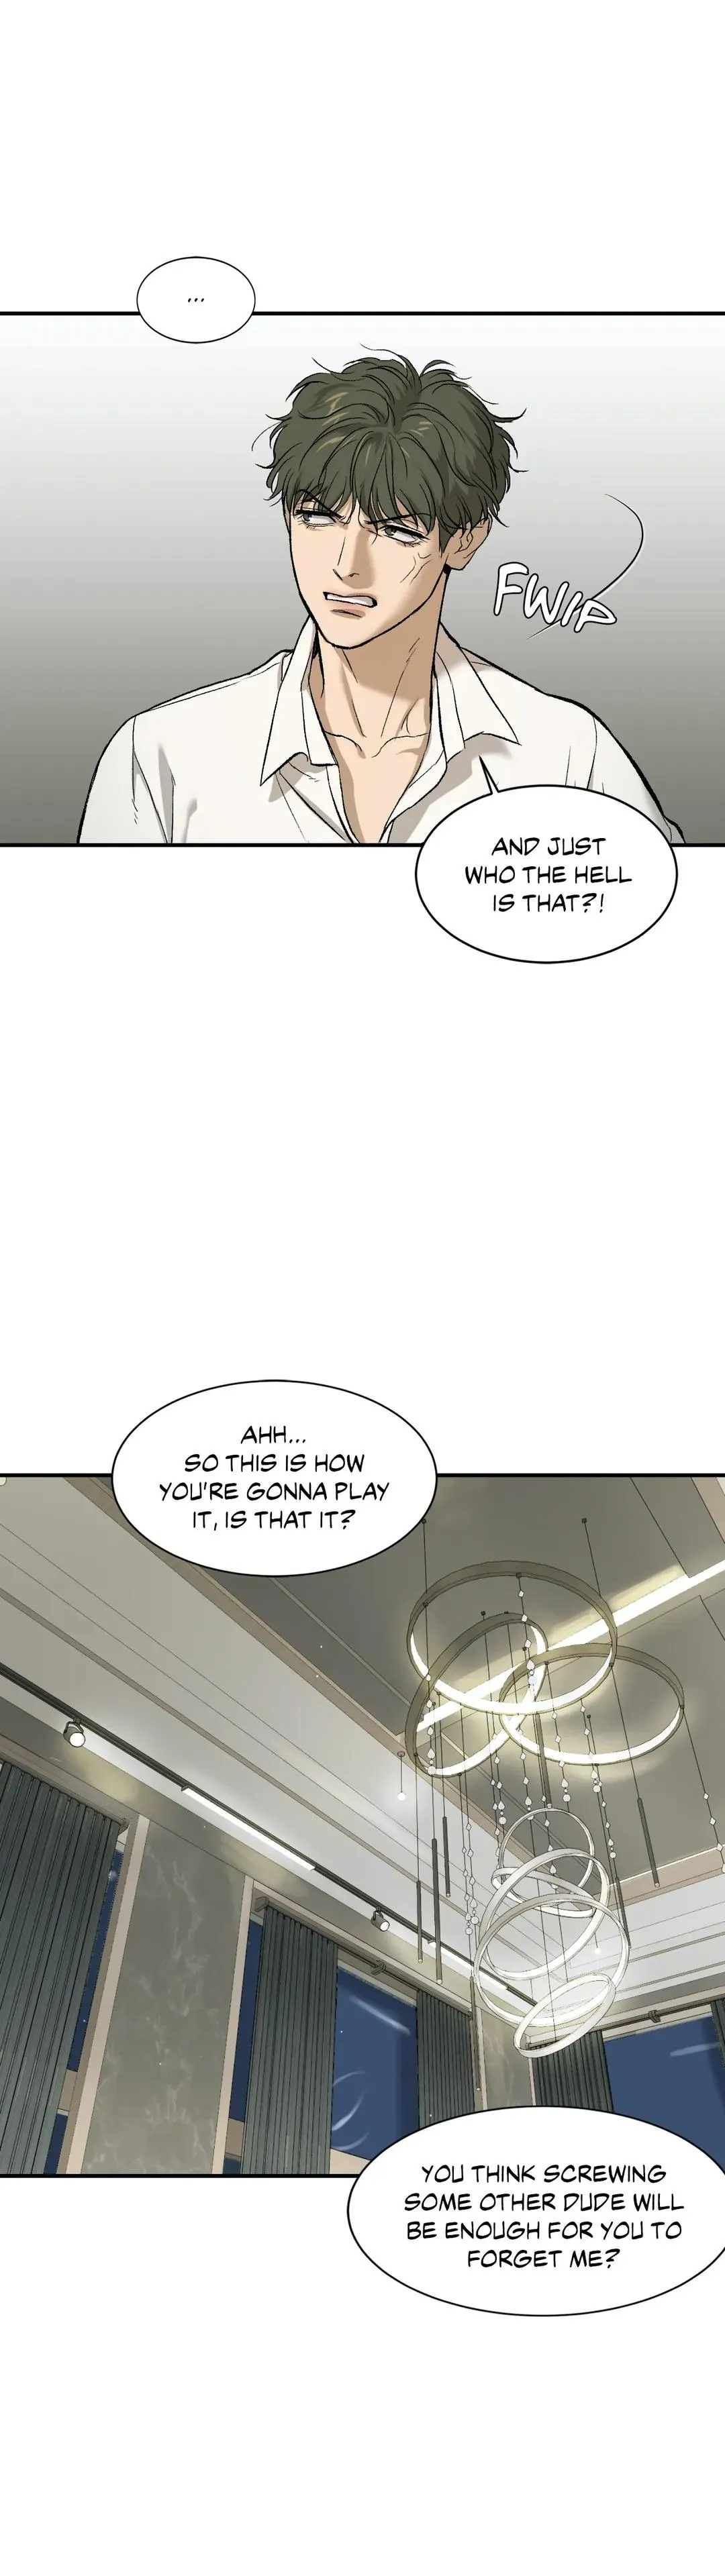 ...
FWIP
AND JUST
WHO THE HELL
IS THAT?!
AHH...
SO THIS IS HOW
YOU'RE GONNA PLAY
IT, IS THAT IT?
YOU THINK SCREWING
SOME OTHER DUDE WILL
BE ENOUGH FOR YOU TO
FORGET ME?